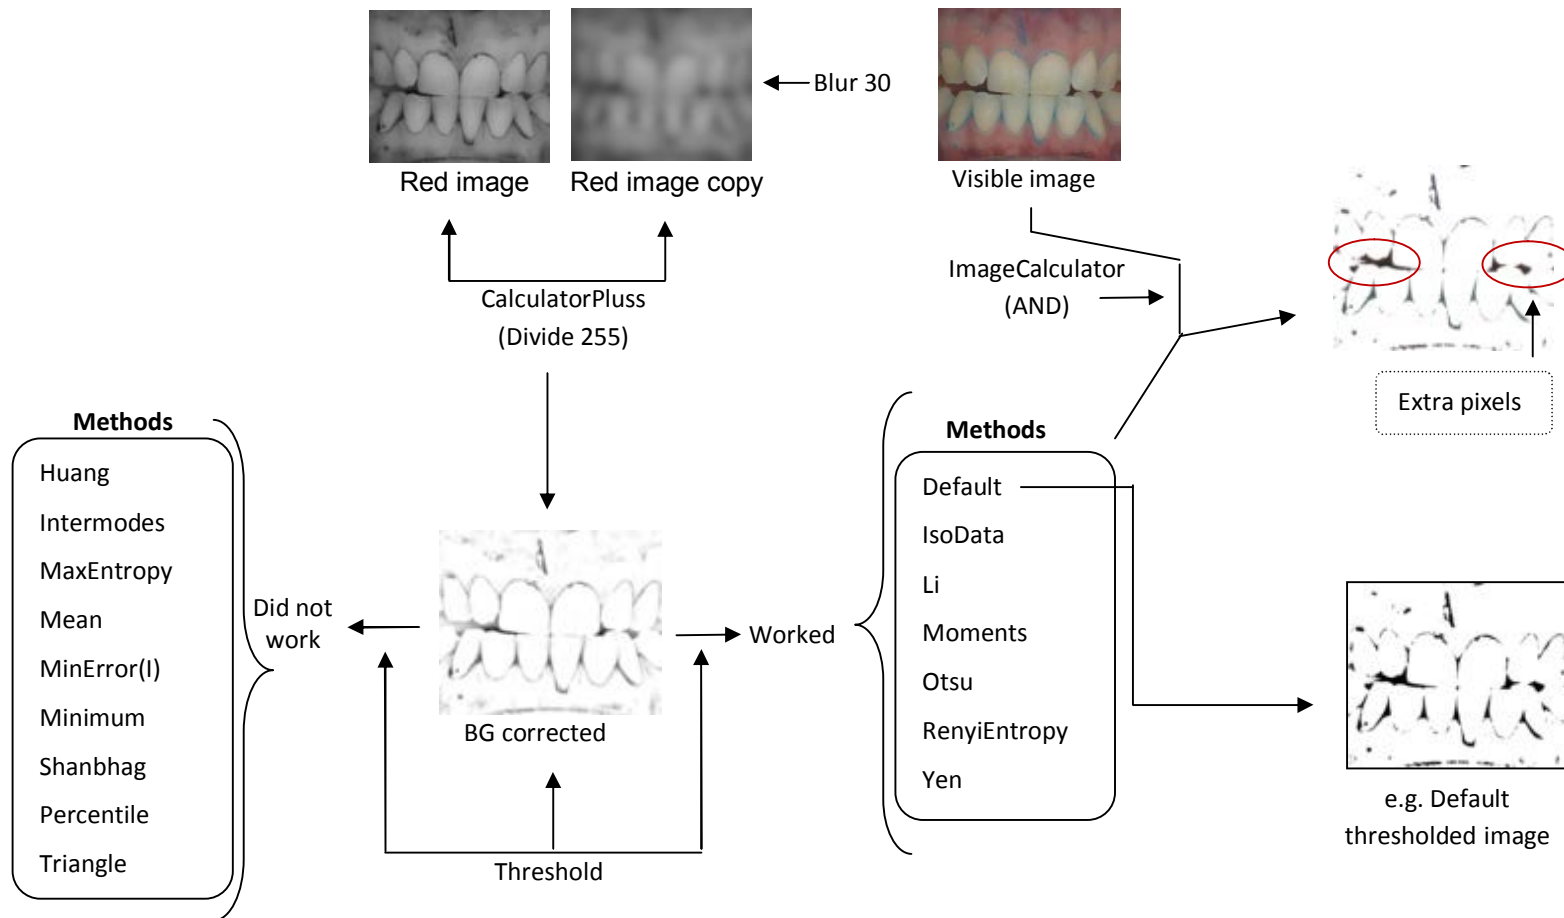 Blur 30
Red image
Red image copy
Visible image
ImageCalculator
(AND)
CalculatorPluss
(Divide 255)
Extra pixels
Methods
Huang
Intermodes
MaxEntropy
Mean
MinError(I)
Minimum
Shanbhag
Percentile
Triangle
Did not
work
BG corrected
Threshold
Worked
Methods
Default
IsoData
Li
Moments
Otsu
RenyiEntropy
Yen
e.g. Default
thresholded image